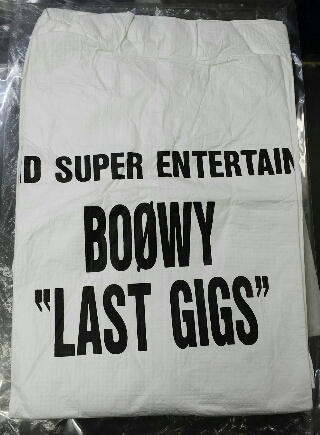 D SUPER ENTERTAIN
BOØWY
"LAST GIGS"